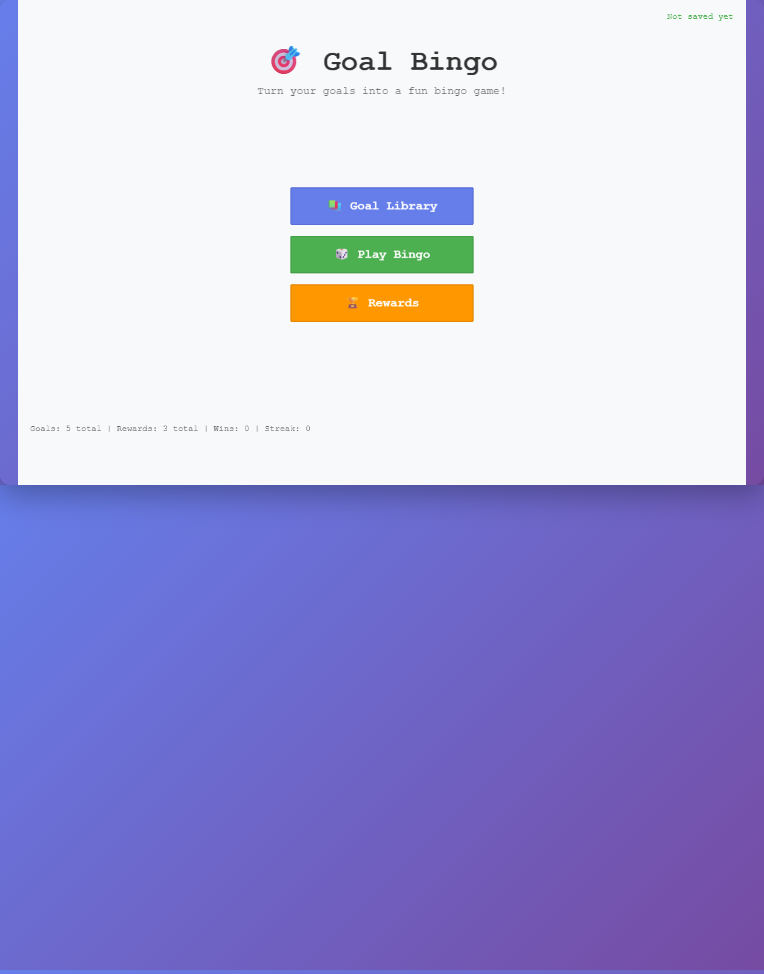 Not saved yet
🎯 Goal Bingo
Turn your goals into a fun bingo game!
Goal Library
🎲 Play Bingo
Rewards
Goals: 5 total | Rewards: 3 total | Wins: 0 | Streak: 0